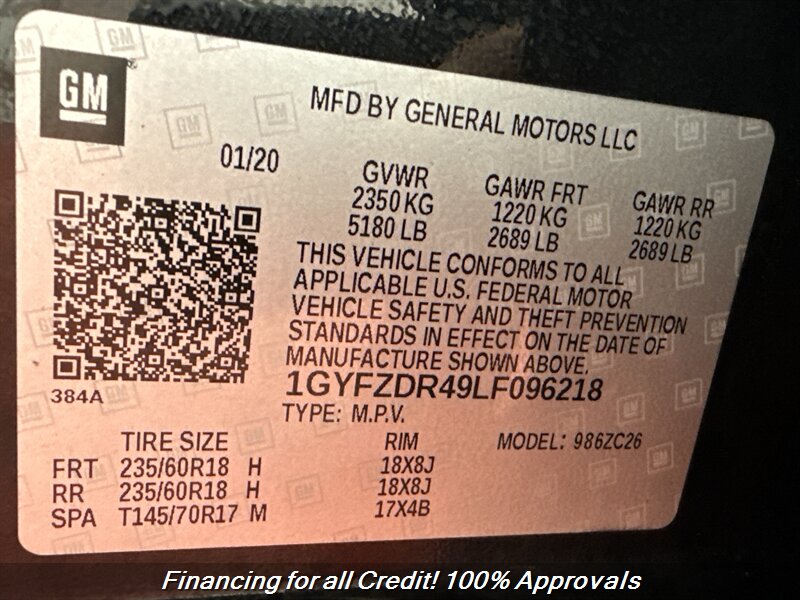 GM
MFD BY GENERAL MOTORS LLC
01/20
GVWR
2350 KG
5180 LB
GAWR FRT
1220 KG
2689 LB
GAWR RR
1220 KG
2689 LB
THIS VEHICLE CONFORMS TO ALL
APPLICABLE U.S. FEDERAL MOTOR
VEHICLE SAFETY AND THEFT PREVENTION
STANDARDS IN EFFECT ON THE DATE OF
MANUFACTURE SHOWN ABOVE.
384A
1GYFZDR49LF096218
TYPE: M.P.V.
TIRE SIZE RIM MODEL: 986ZC26
FRT 235/60R18 H 18X8J
RR 235/60R18 H 18X8J
SPA T145/70R17 M 17X4B
Financing for all Credit! 100% Approvals